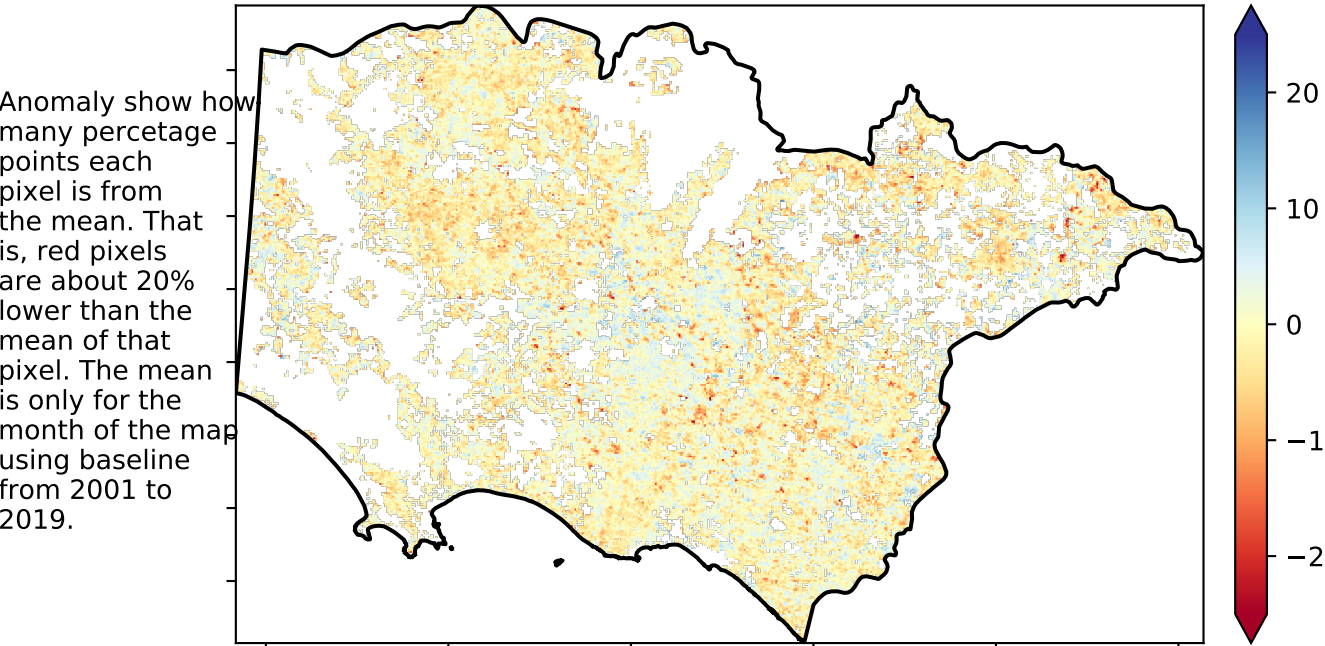 Anomaly show how
many percetage
points each
pixel is from
the mean. That
is, red pixels
are about 20%
lower than the
mean of that
pixel. The mean
is only for the
month of the map
using baseline
from 2001 to
2019.
20
10
0
−1
−2